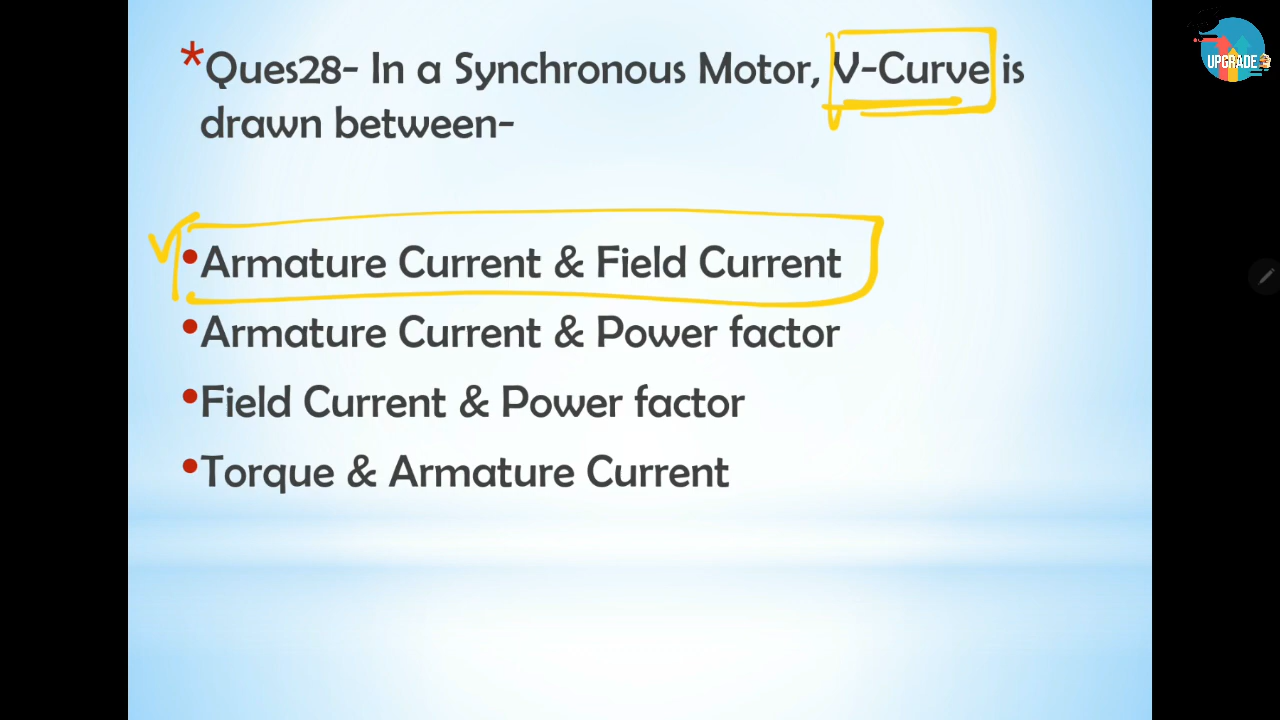 *Ques28- In a Synchronous Motor, V-Curve is
drawn between-
•Armature Current & Field Current
•Armature Current & Power factor
•Field Current & Power factor
•Torque & Armature Current
UPGRADE